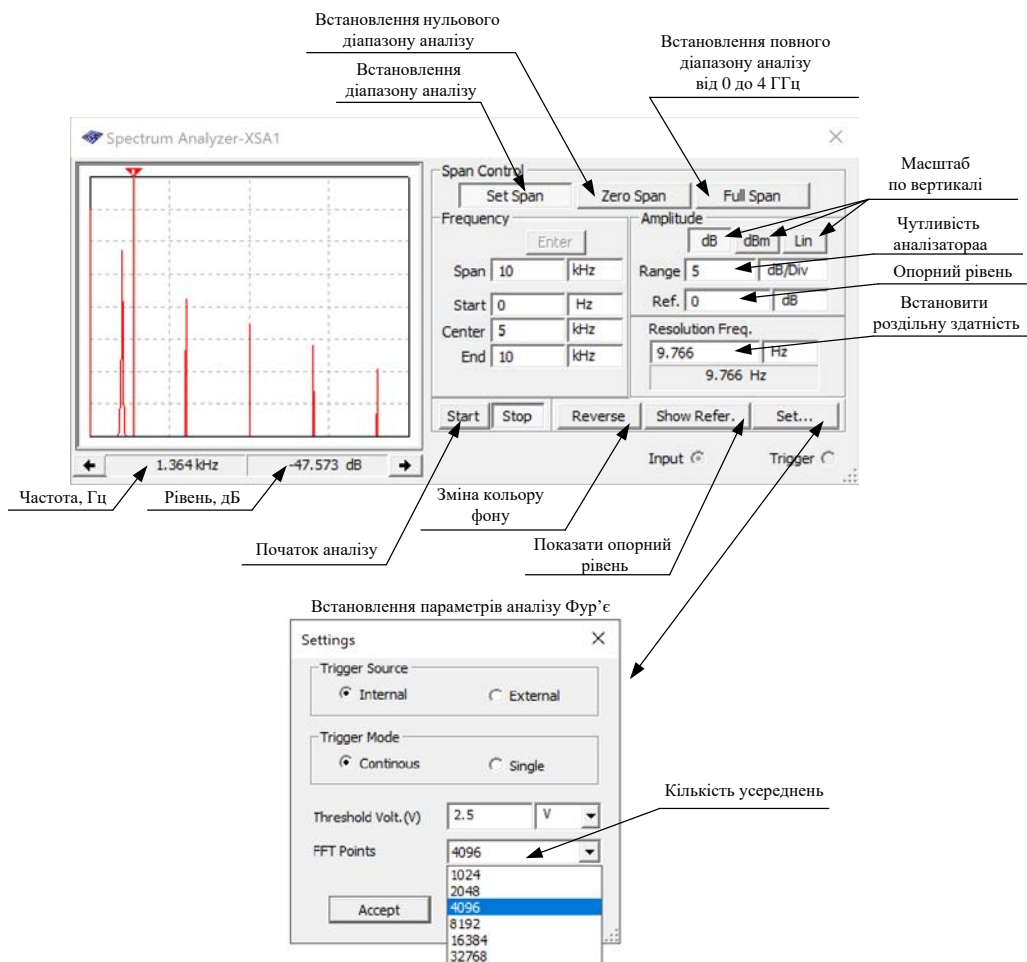 Встановлення нульового
діапазону аналізу
Встановлення
діапазону аналізу
Встановлення повного
діапазону аналізу
від 0 до 4 ГГц
Spectrum Analyzer-XSA1
Span Control
Set Span
Zero Span
Full Span
Frequency
Enter
Span 10 kHz
Start 0 Hz
Center 5 kHz
End 10 kHz
Amplitude
dB dBm Lin
Range 5 dB/Div
Ref. 0 dB
Resolution Freq.
9.766 Hz
9.766 Hz
Start Stop Reverse Show Refer. Set...
Input Trigger
1.364 kHz -47.573 dB
Масштаб
по вертикалі
Чутливість
аналізатораа
Опорний рівень
Встановити
роздільну здатність
Частота, Гц
Рівень, дБ
Початок аналізу
Зміна кольору
фону
Показати опорний
рівень
Встановлення параметрів аналізу Фур’є
Settings
Trigger Source
Internal External
Trigger Mode
Continous Single
Threshold Volt.(V) 2.5 V
FFT Points 4096
1024
2048
4096
8192
16384
32768
Accept
Кількість усереднень